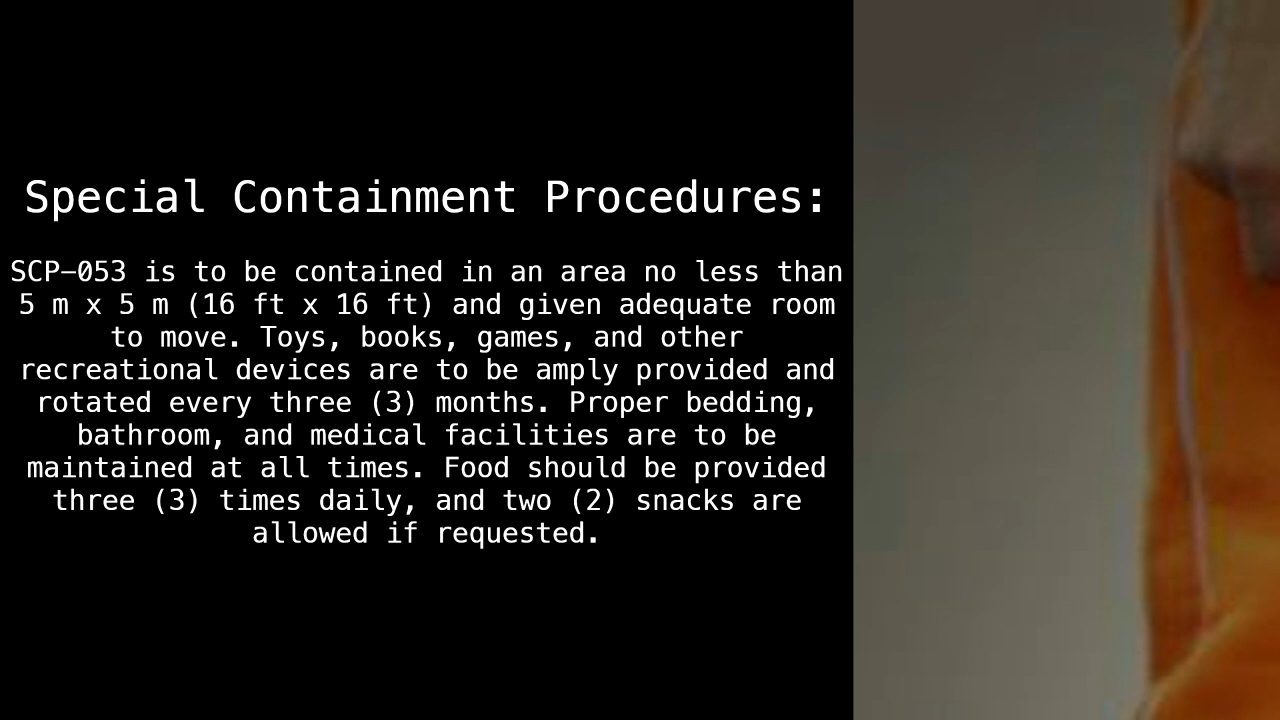 Special Containment Procedures:
SCP–053 is to be contained in an area no less than
5 m x 5 m (16 ft x 16 ft) and given adequate room
to move. Toys, books, games, and other
recreational devices are to be amply provided and
rotated every three (3) months. Proper bedding,
bathroom, and medical facilities are to be
maintained at all times. Food should be provided
three (3) times daily, and two (2) snacks are
allowed if requested.